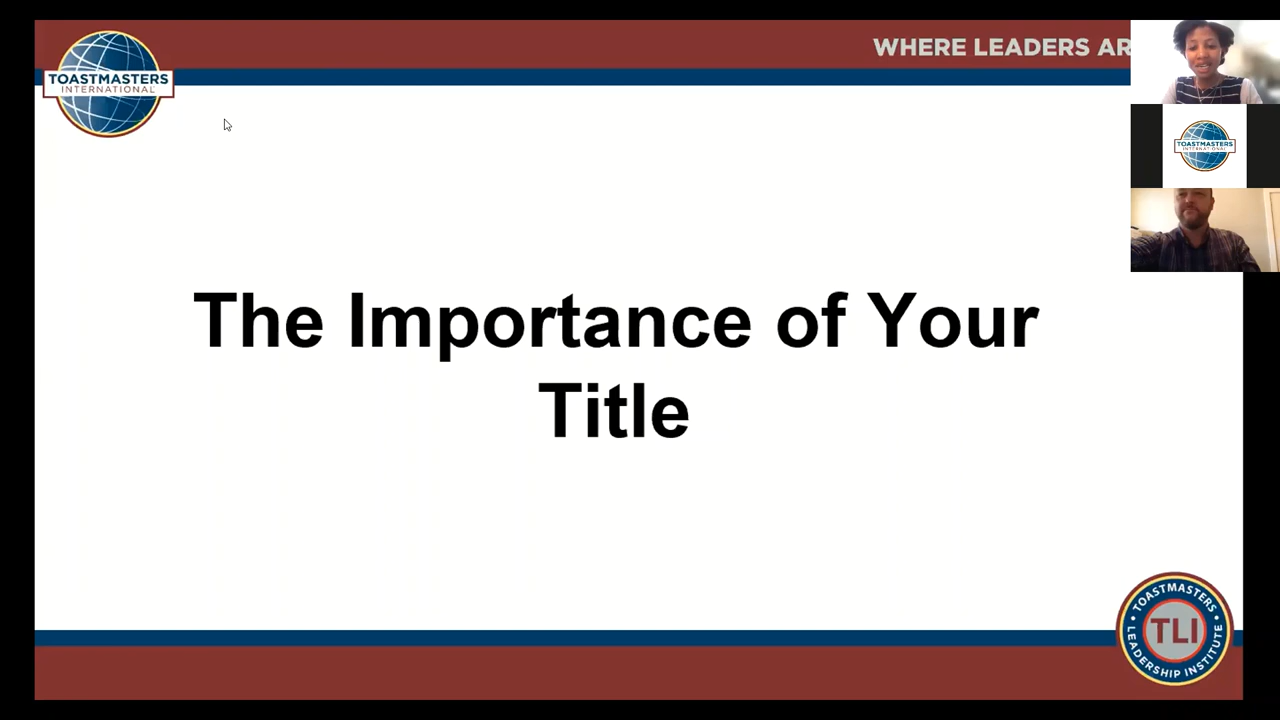 WHERE LEADERS AR
TOASTMASTERS
INTERNATIONAL
TOASTMASTERS
INTERNATIONAL
The Importance of Your
Title
TOASTMASTERS
TLI
LEADERSHIP INSTITUTE